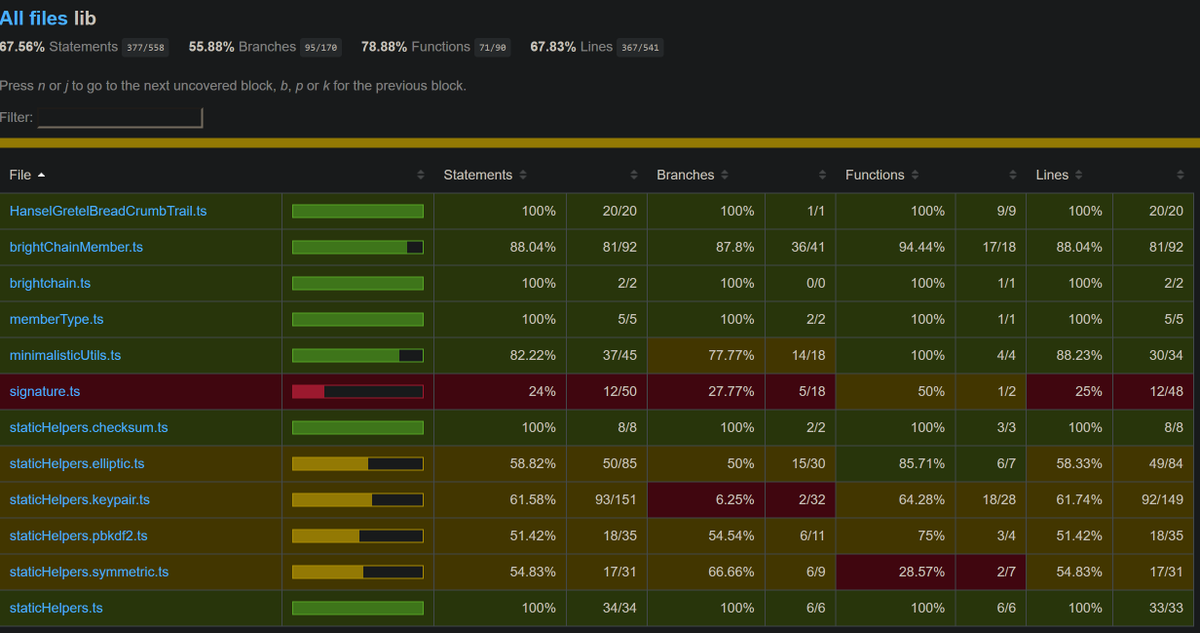 All files lib
67.56% Statements 377/558 55.88% Branches 95/170 78.88% Functions 71/90 67.83% Lines 367/541
Press n or j to go to the next uncovered block, b, p or k for the previous block.
Filter:
File Statements Branches Functions Lines
HanselGretelBreadCrumbTrail.ts 100% 20/20 100% 1/1 100% 9/9 100% 20/20
brightChainMember.ts 88.04% 81/92 87.8% 36/41 94.44% 17/18 88.04% 81/92
brightchain.ts 100% 2/2 100% 0/0 100% 1/1 100% 2/2
memberType.ts 100% 5/5 100% 2/2 100% 1/1 100% 5/5
minimalisticUtils.ts 82.22% 37/45 77.77% 14/18 100% 4/4 88.23% 30/34
signature.ts 24% 12/50 27.77% 5/18 50% 1/2 25% 12/48
staticHelpers.checksum.ts 100% 8/8 100% 2/2 100% 3/3 100% 8/8
staticHelpers.elliptic.ts 58.82% 50/85 50% 15/30 85.71% 6/7 58.33% 49/84
staticHelpers.keypair.ts 61.58% 93/151 6.25% 2/32 64.28% 18/28 61.74% 92/149
staticHelpers.pbkdf2.ts 51.42% 18/35 54.54% 6/11 75% 3/4 51.42% 18/35
staticHelpers.symmetric.ts 54.83% 17/31 66.66% 6/9 28.57% 2/7 54.83% 17/31
staticHelpers.ts 100% 34/34 100% 6/6 100% 6/6 100% 33/33